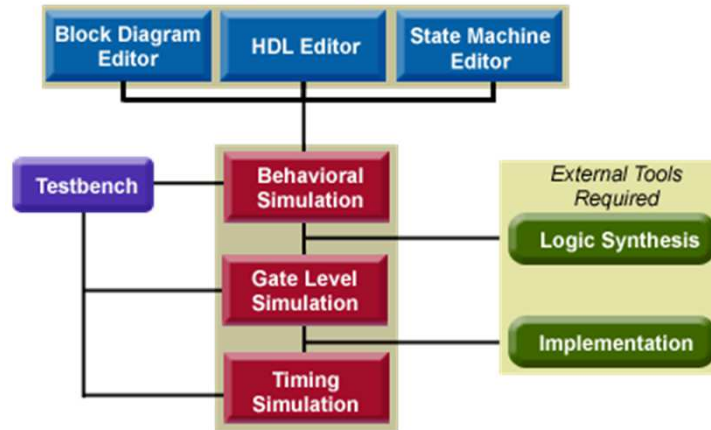 Block Diagram
Editor
HDL Editor
State Machine
Editor
Testbench
Behavioral
Simulation
External Tools
Required
Logic Synthesis
Gate Level
Simulation
Implementation
Timing
Simulation